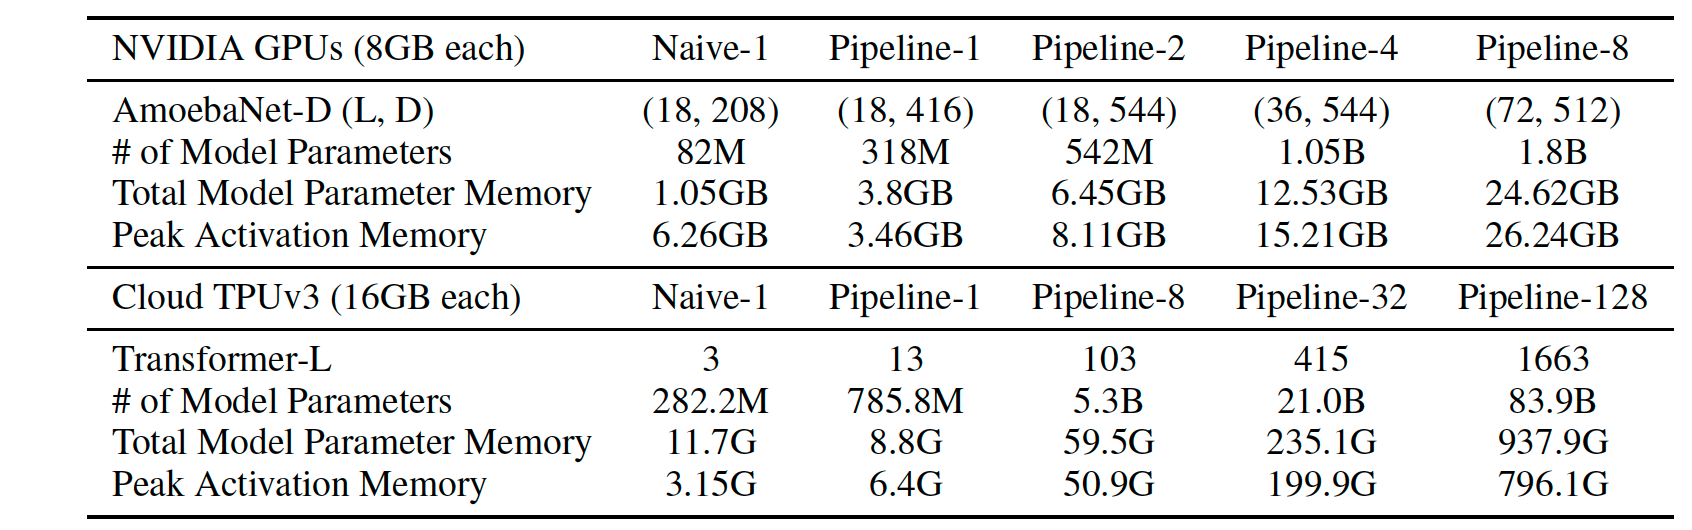 NVIDIA GPUs (8GB each) Naive-1 Pipeline-1 Pipeline-2 Pipeline-4 Pipeline-8
AmoebaNet-D (L, D) (18, 208) (18, 416) (18, 544) (36, 544) (72, 512)
# of Model Parameters 82M 318M 542M 1.05B 1.8B
Total Model Parameter Memory 1.05GB 3.8GB 6.45GB 12.53GB 24.62GB
Peak Activation Memory 6.26GB 3.46GB 8.11GB 15.21GB 26.24GB
Cloud TPUv3 (16GB each) Naive-1 Pipeline-1 Pipeline-8 Pipeline-32 Pipeline-128
Transformer-L 3 13 103 415 1663
# of Model Parameters 282.2M 785.8M 5.3B 21.0B 83.9B
Total Model Parameter Memory 11.7G 8.8G 59.5G 235.1G 937.9G
Peak Activation Memory 3.15G 6.4G 50.9G 199.9G 796.1G